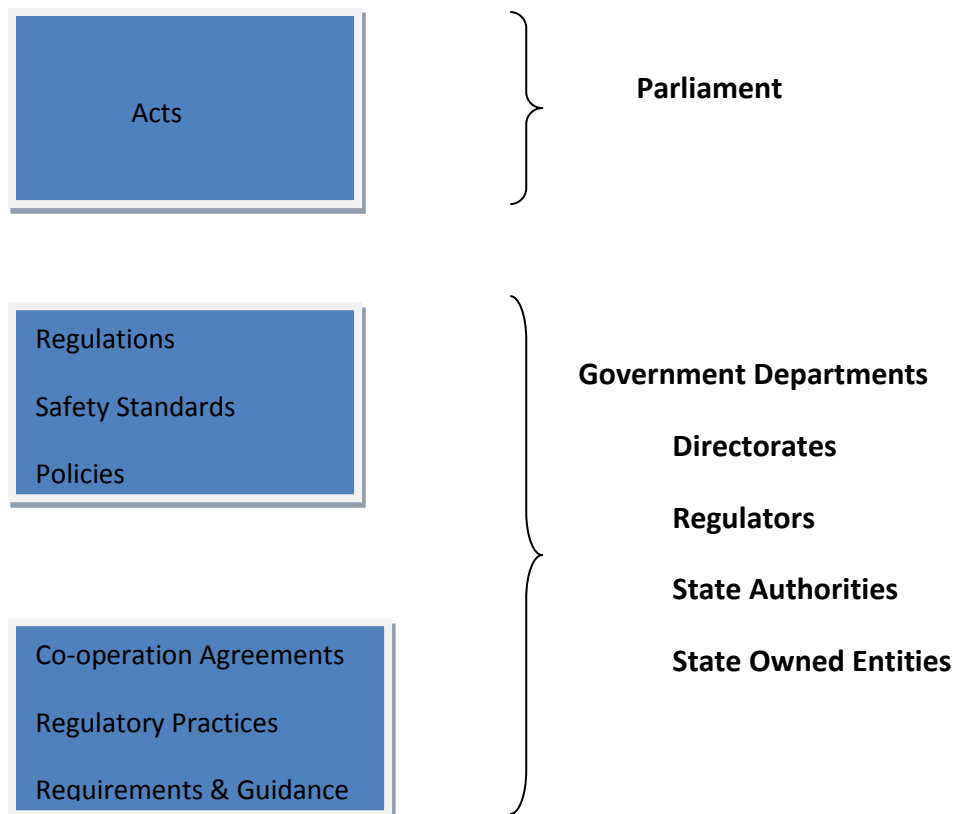 Acts
Parliament
Regulations
Safety Standards
Policies
Government Departments
Directorates
Regulators
State Authorities
State Owned Entities
Co-operation Agreements
Regulatory Practices
Requirements & Guidance